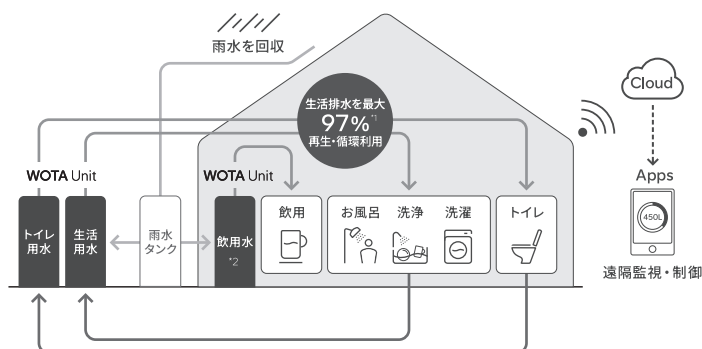 雨水を回収
生活排水を最大
97%*1
再生・循環利用
Cloud
WOTA Unit
WOTA Unit
Apps
トイレ
用水
生活
用水
雨水
タンク
飲用水
*2
飲用
お風呂
洗浄
洗濯
トイレ
450L
遠隔監視・制御